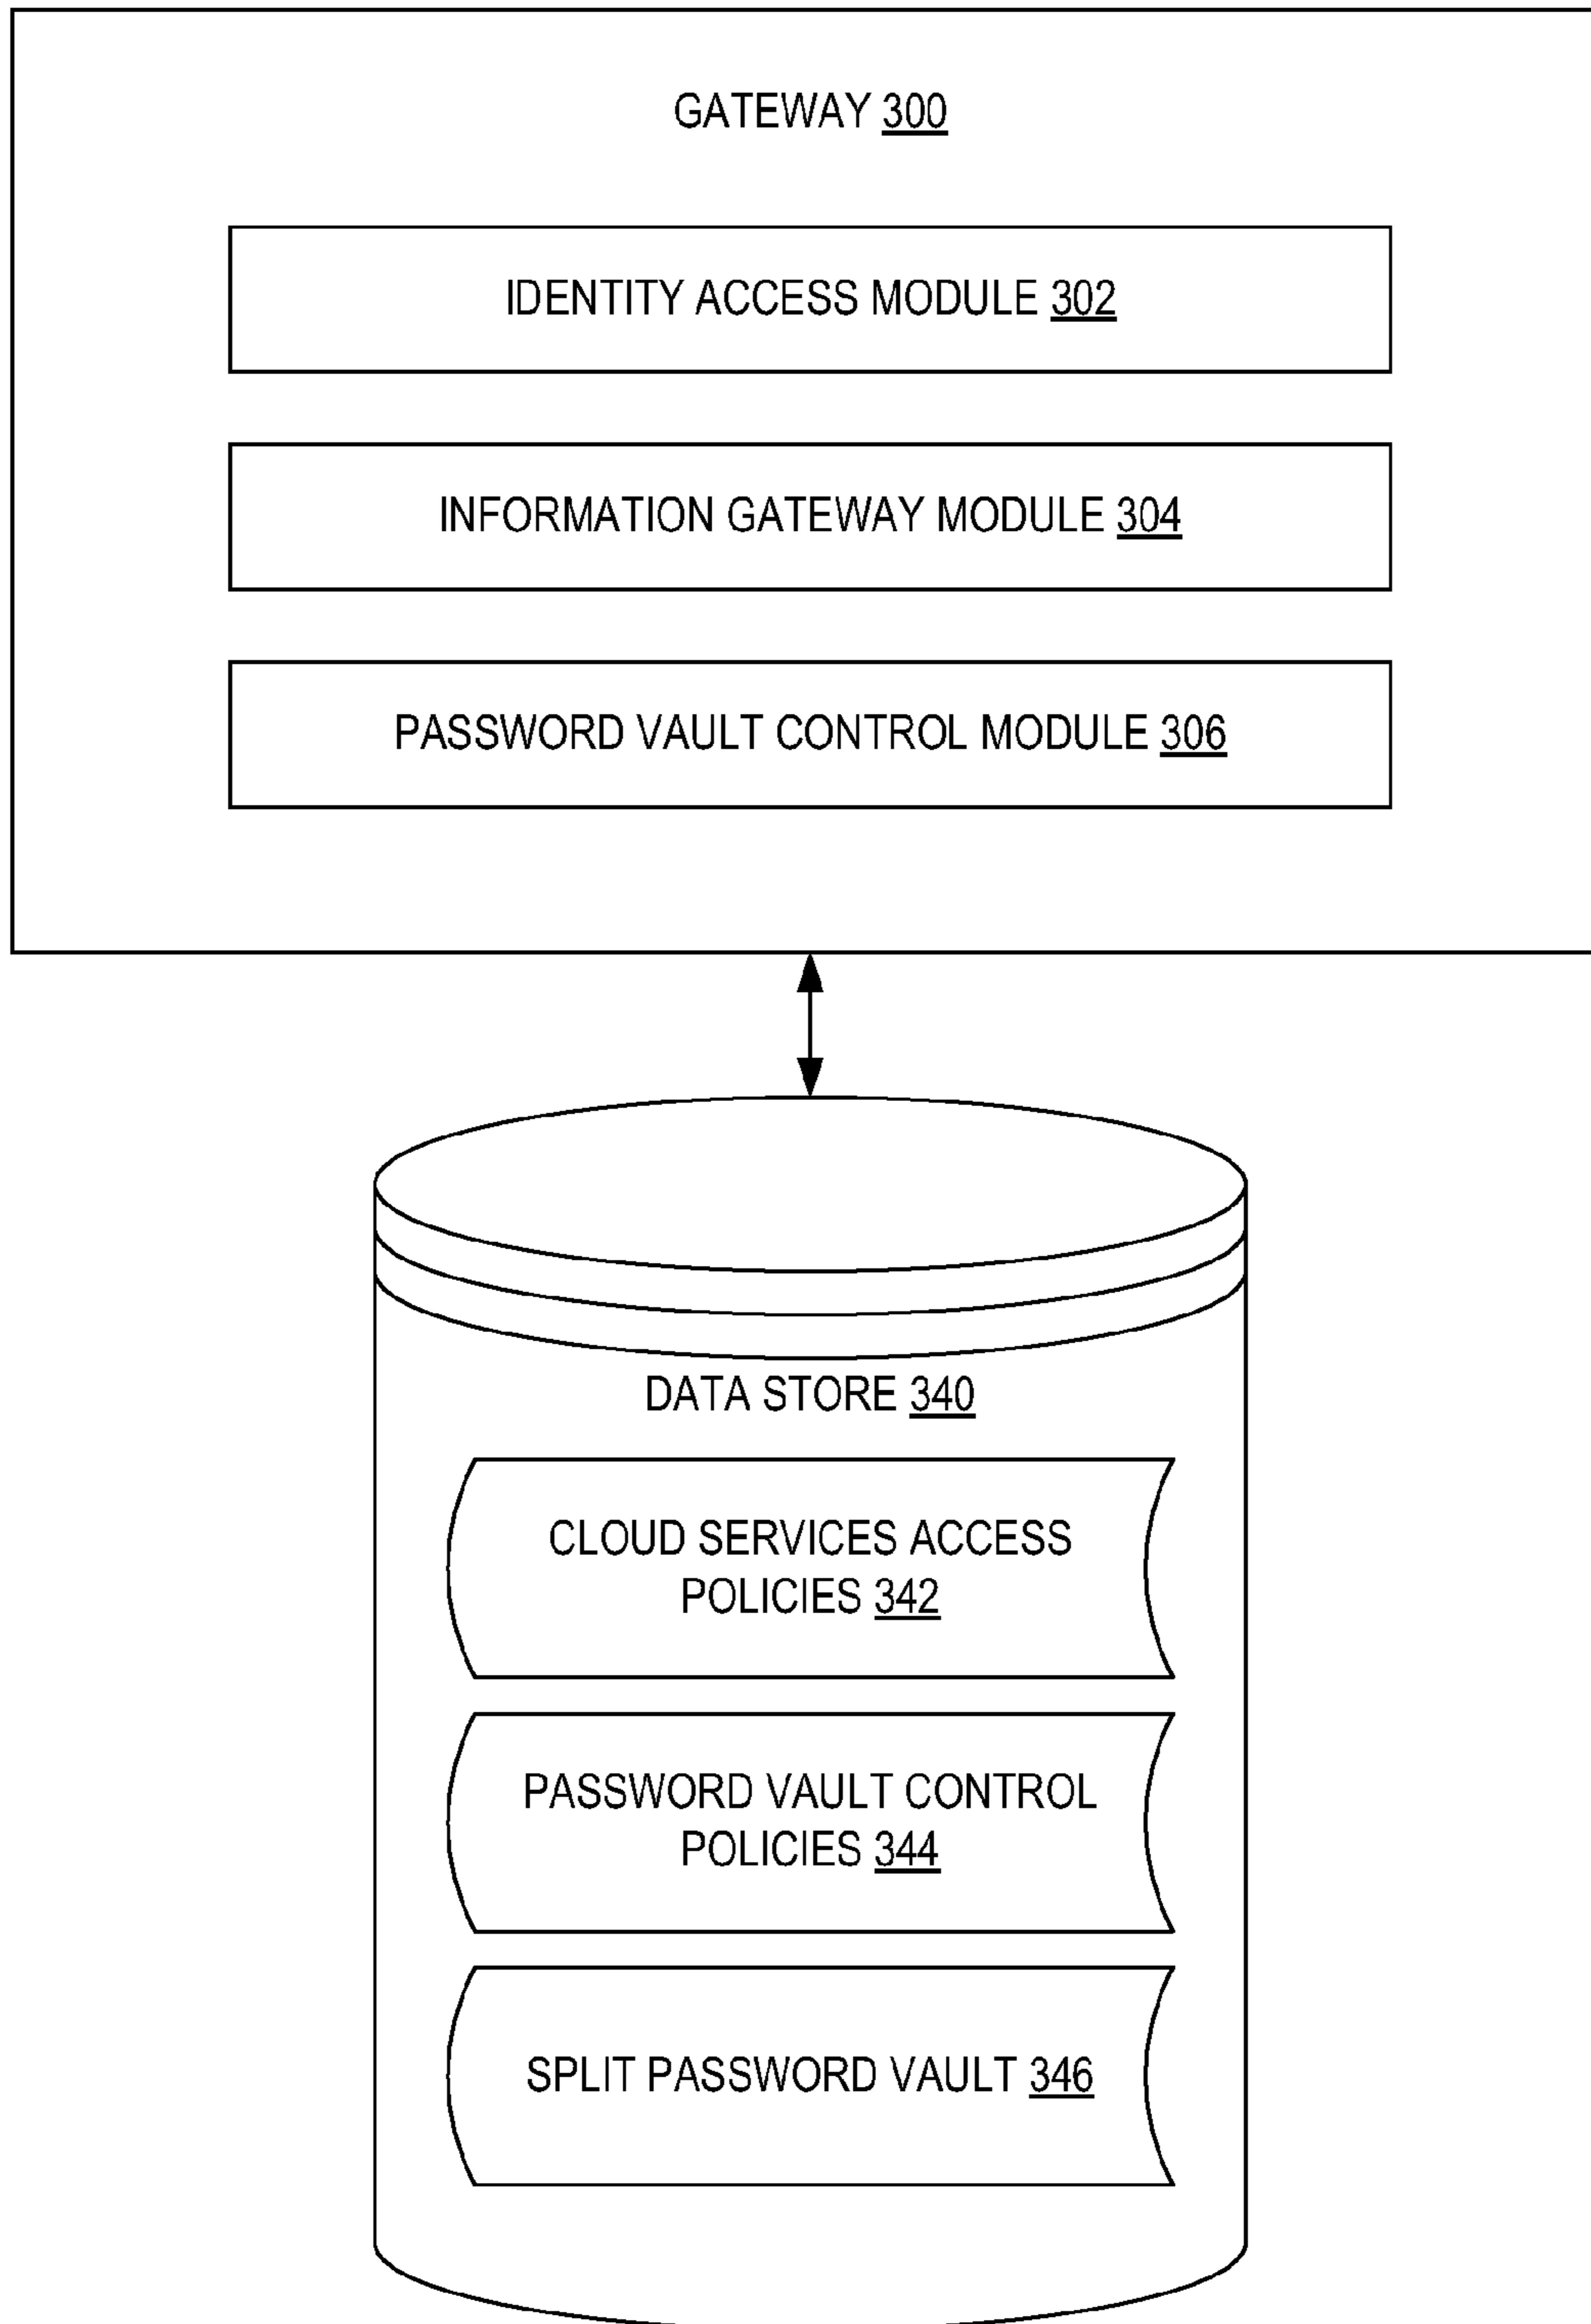 GATEWAY 300
IDENTITY ACCESS MODULE 302
INFORMATION GATEWAY MODULE 304
PASSWORD VAULT CONTROL MODULE 306
DATA STORE 340
CLOUD SERVICES ACCESS
POLICIES 342
PASSWORD VAULT CONTROL
POLICIES 344
SPLIT PASSWORD VAULT 346